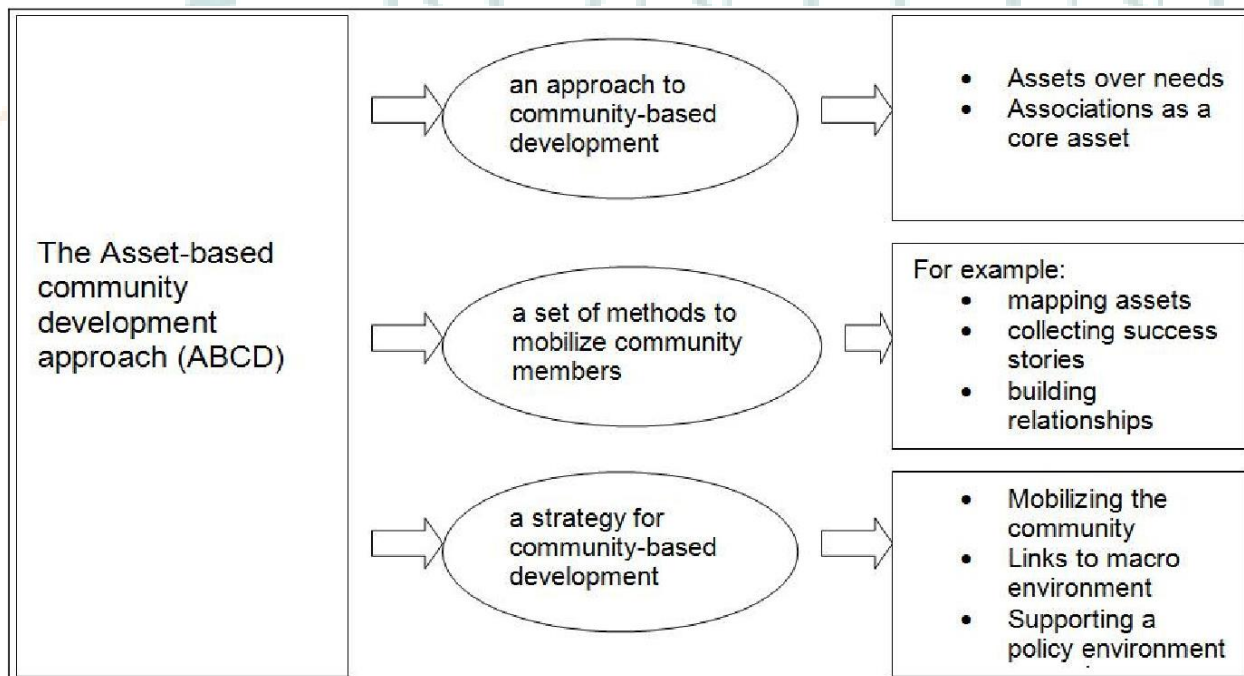 The Asset-based
community
development
approach (ABCD)
an approach to
community-based
development
• Assets over needs
• Associations as a
core asset
a set of methods to
mobilize community
members
For example:
• mapping assets
• collecting success
stories
• building
relationships
a strategy for
community-based
development
• Mobilizing the
community
• Links to macro
environment
• Supporting a
policy environment